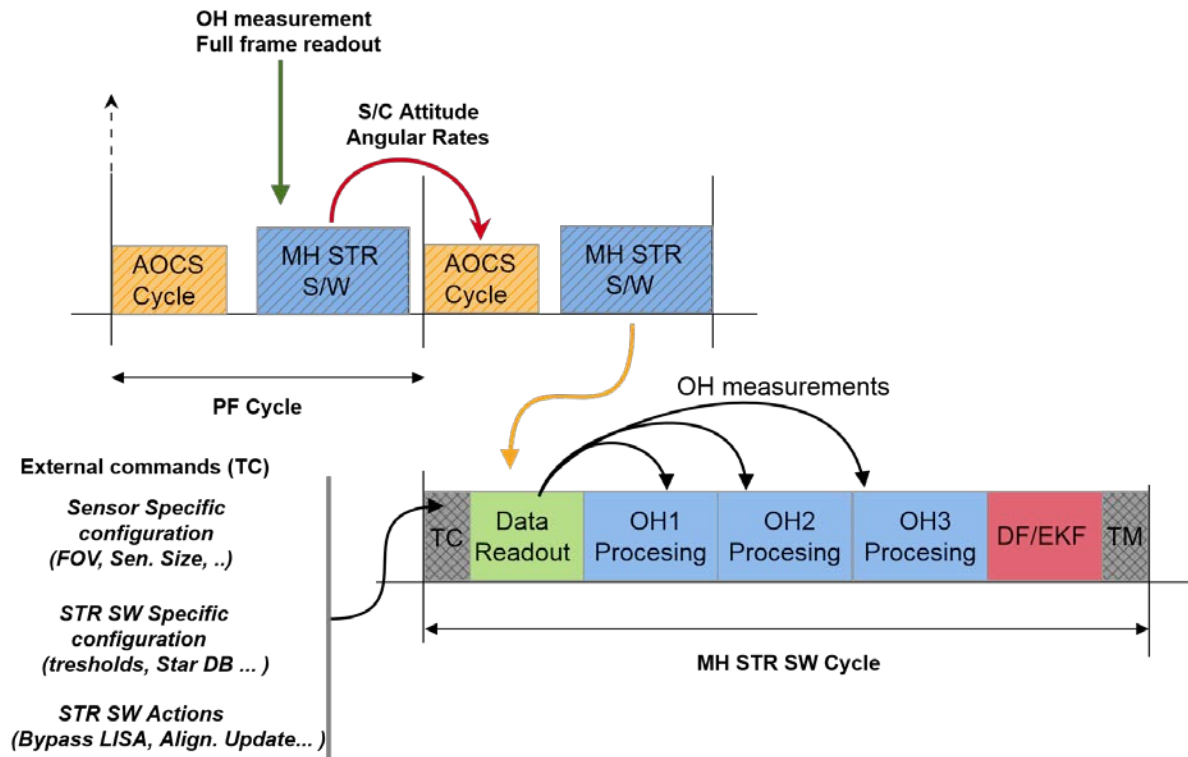 OH measurement
Full frame readout
S/C Attitude
Angular Rates
AOCS
Cycle
MH STR
S/W
AOCS
Cycle
MH STR
S/W
PF Cycle
OH measurements
External commands (TC)
Sensor Specific
configuration
(FOV, Sen. Size, ..)
STR SW Specific
configuration
(tresholds, Star DB ... )
STR SW Actions
(Bypass LISA, Align. Update... )
TC
Data
Readout
OH1
Procesing
OH2
Procesing
OH3
Procesing
DF/EKF
TM
MH STR SW Cycle